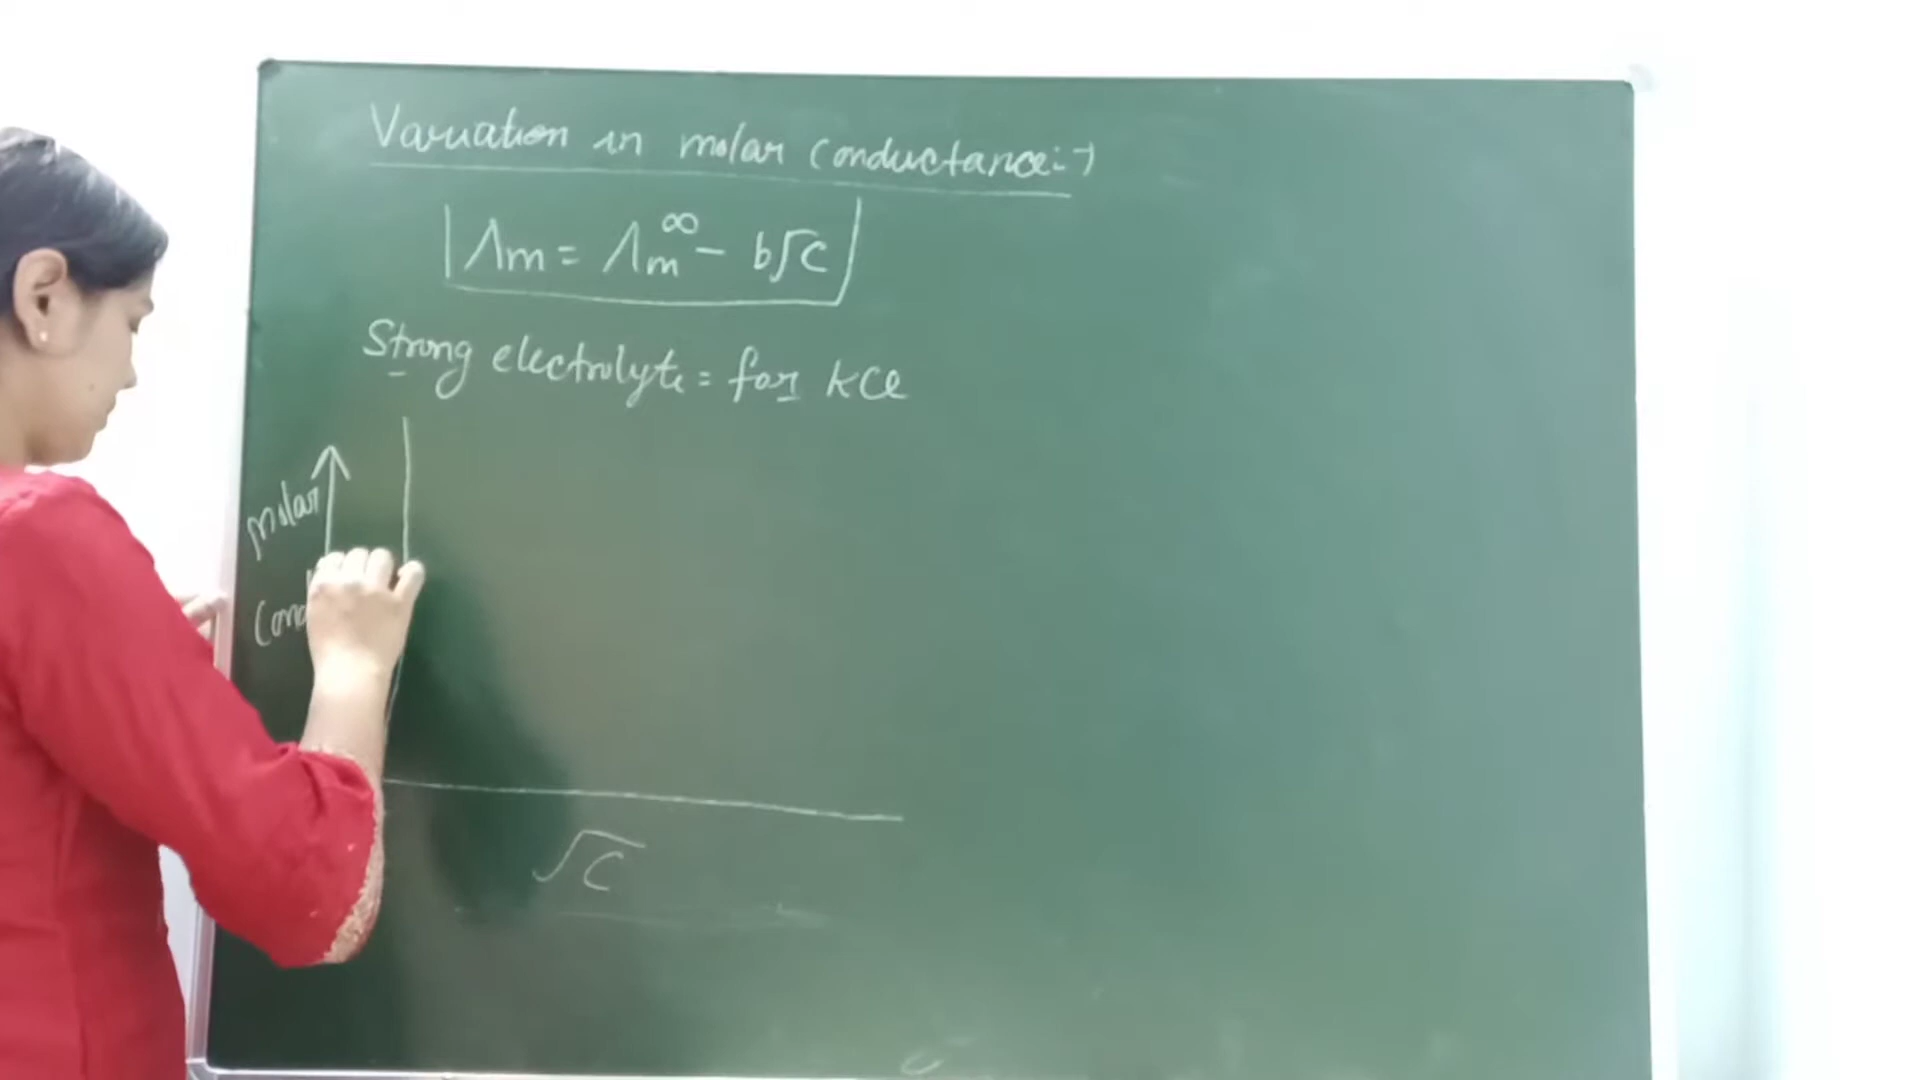 Variation in molar conductance:→
Λm = Λm^∞ - b√c
Strong electrolyte = for KCl
molar
Cond
√c